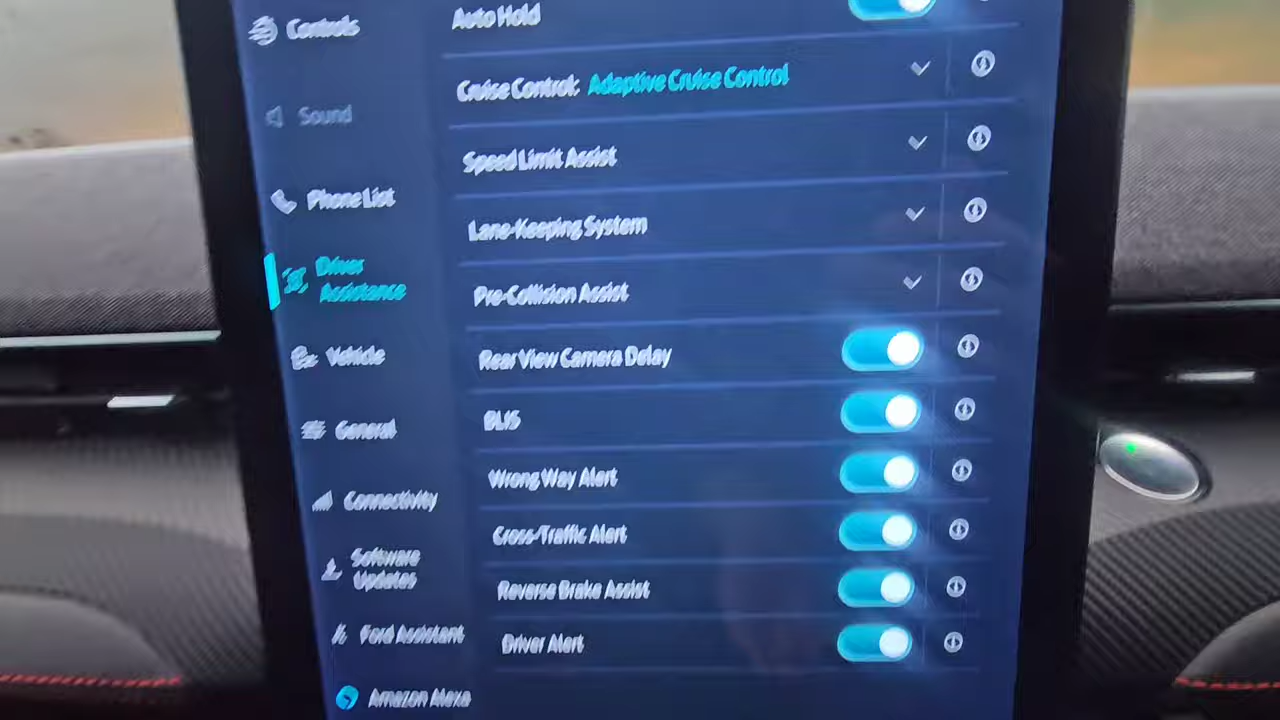 Controls
Sound
Phone List
Driver
Assistance
Vehicle
General
Connectivity
Software
Updates
Ford Assistant
Amazon Alexa
Auto Hold
Cruise Control: Adaptive Cruise Control
Speed Limit Assist
Lane-Keeping System
Pre-Collision Assist
Rear View Camera Delay
BLIS
Wrong Way Alert
Cross-Traffic Alert
Reverse Brake Assist
Driver Alert